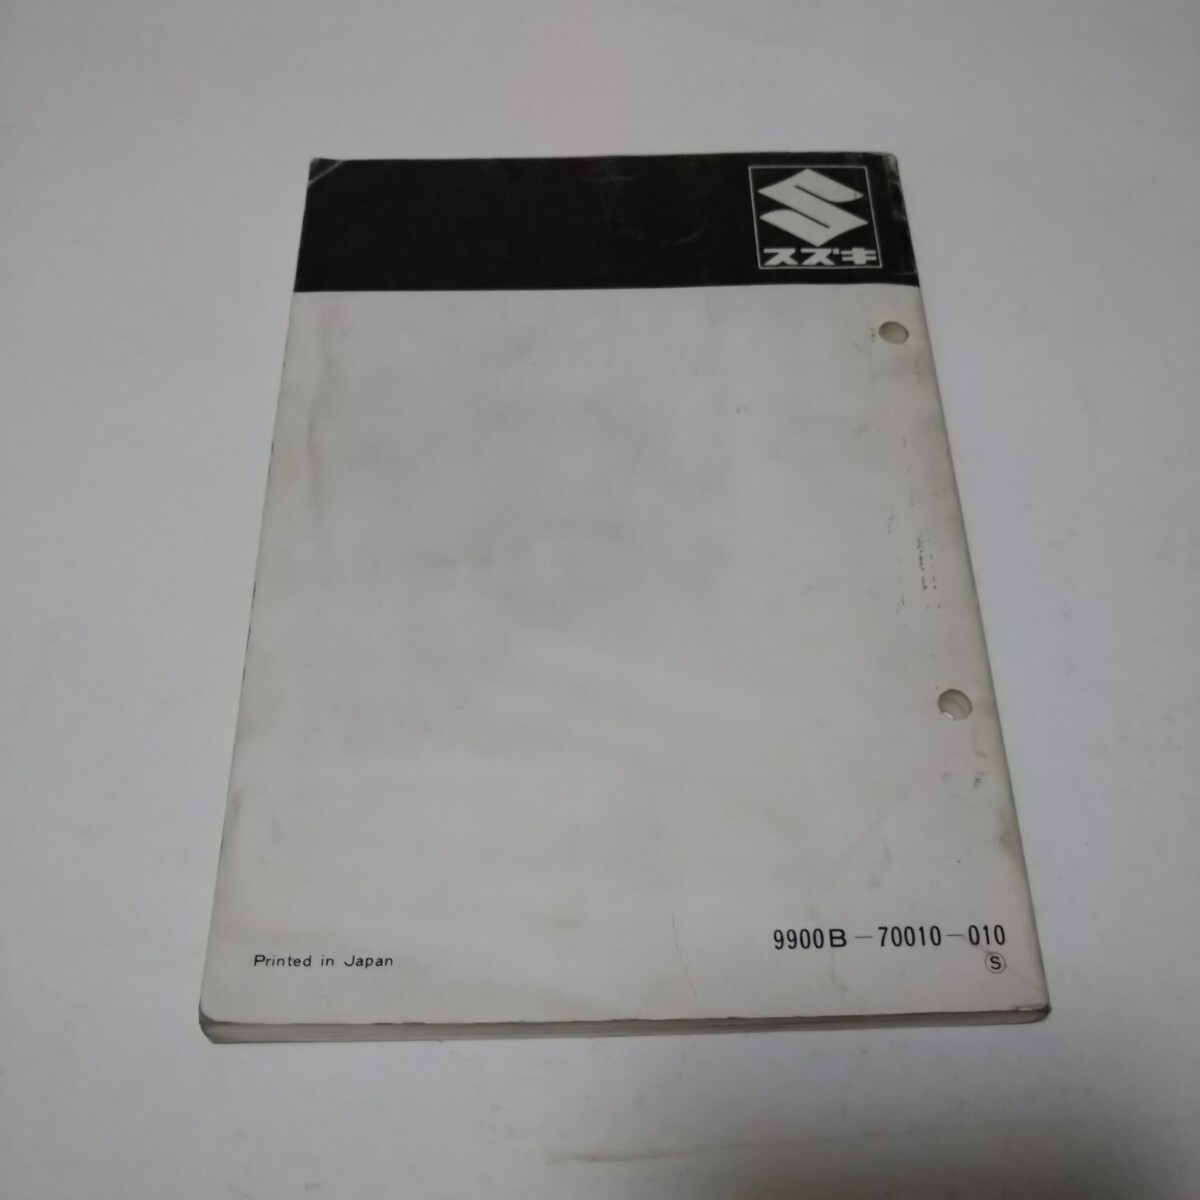 スズキ
9900B-70010-010
Ⓢ
Printed in Japan